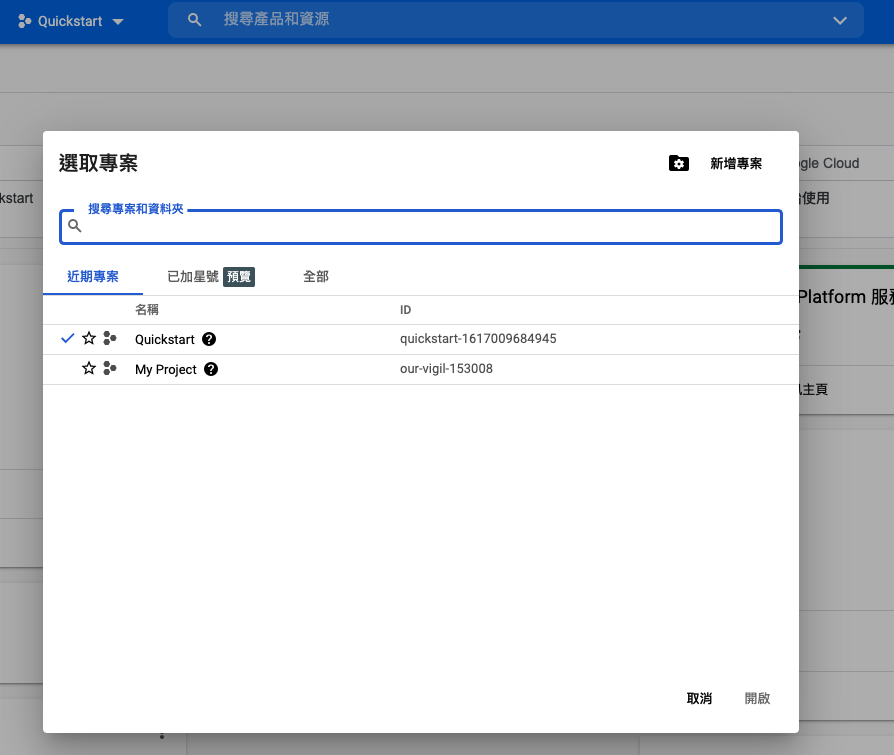 Quickstart
搜尋產品和資源
選取專案
新增專案
搜尋專案和資料夾
近期專案 已加星號 預覽 全部
名稱 ID
Quickstart quickstart-1617009684945
My Project our-vigil-153008
取消 開啟
kstart
gle Cloud
使用
Platform 服
主頁